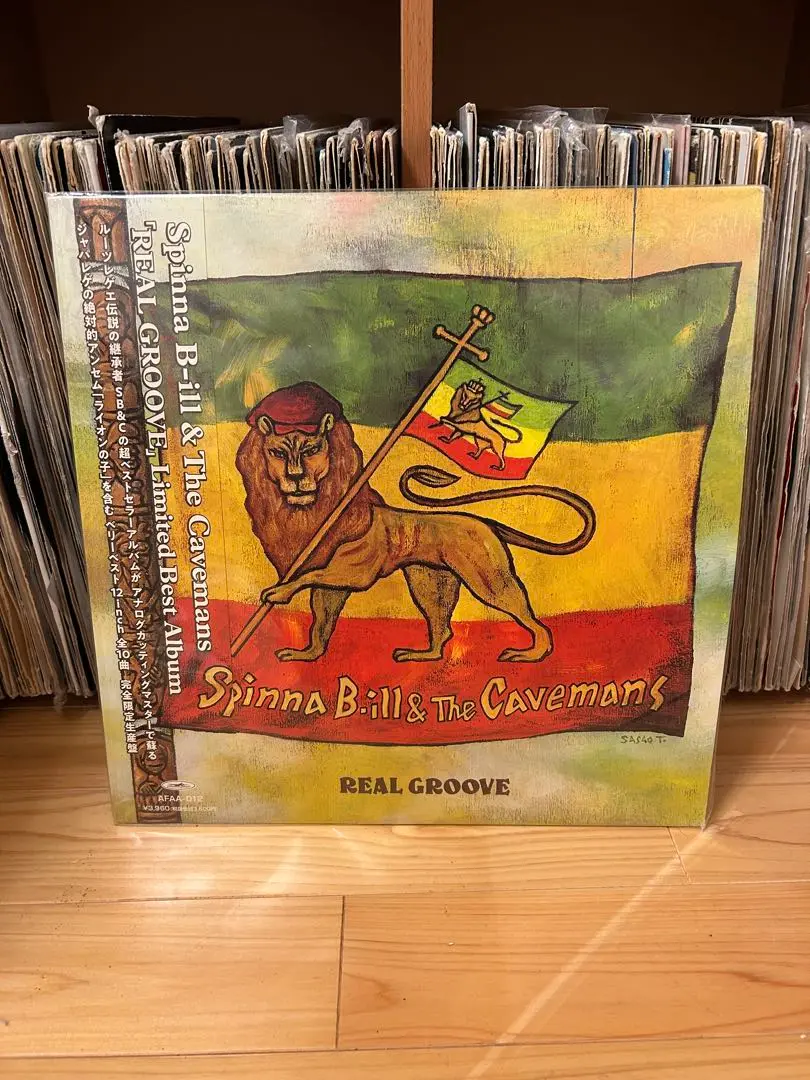 Spinna B-ill & The Cavemans
「REAL GROOVE」 Limited Best Album
ルーツレゲエ伝説の継承者 SB&Cの超ベストセラーアルバムが アナログカッティングマスターで蘇る
ジャパレゲの絶対的アンセム「ライオンの子」を含む ベリーベスト 12inch 全10曲 完全限定生産盤
AFAA-012
¥3,960
Spinna B-ill & The Cavemans
SASAO T.
REAL GROOVE